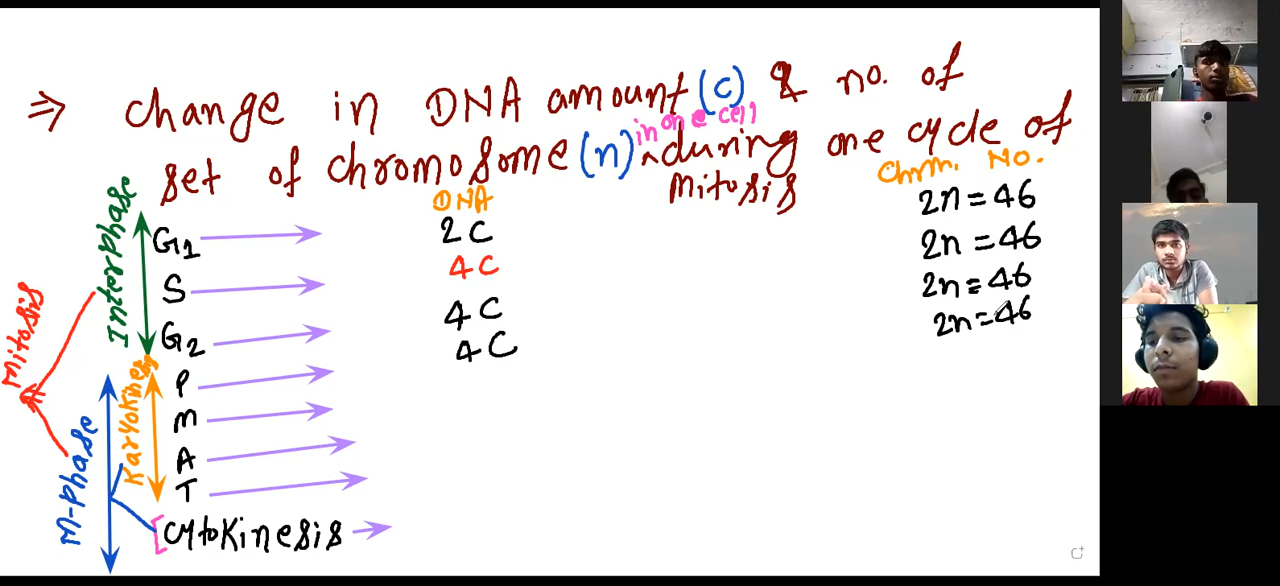 ⇒ change in DNA amount (c) & no. of
set of chromosome (n) ^ during one cycle of
in one cell
mitosis
DNA
Chrm. No.
Interphase
G1 → 2C 2n = 46
S → 4C 2n = 46
G2 → 4C 2n = 46
P → 4C 2n = 46
M →
A →
T →
[Cytokinesis →
Mitosis
M-phase
Karyokinesis